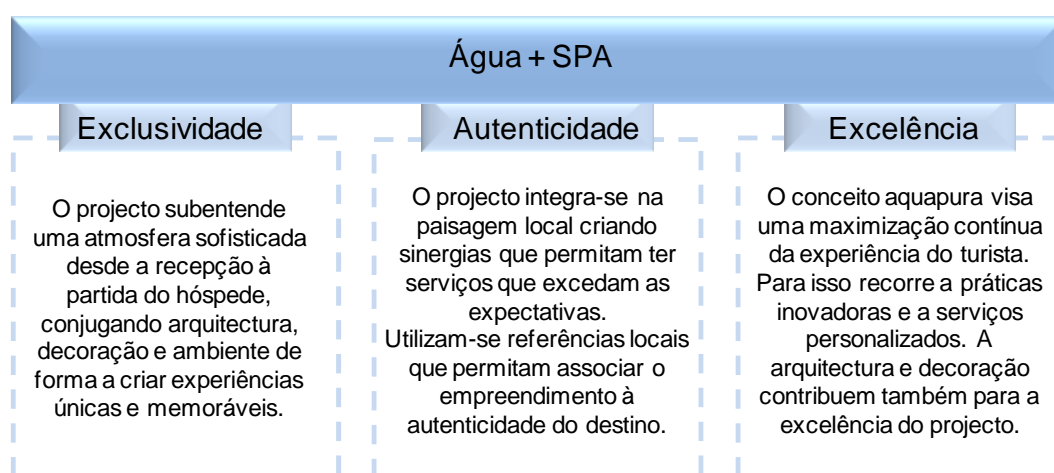 Água + SPA
Exclusividade
O projecto subentende
uma atmosfera sofisticada
desde a recepção à
partida do hóspede,
conjugando arquitectura,
decoração e ambiente de
forma a criar experiências
únicas e memoráveis.
Autenticidade
O projecto integra-se na
paisagem local criando
sinergias que permitam ter
serviços que excedam as
expectativas.
Utilizam-se referências locais
que permitam associar o
empreendimento à
autenticidade do destino.
Excelência
O conceito aquapura visa
uma maximização contínua
da experiência do turista.
Para isso recorre a práticas
inovadoras e a serviços
personalizados. A
arquitectura e decoração
contribuem também para a
excelência do projecto.